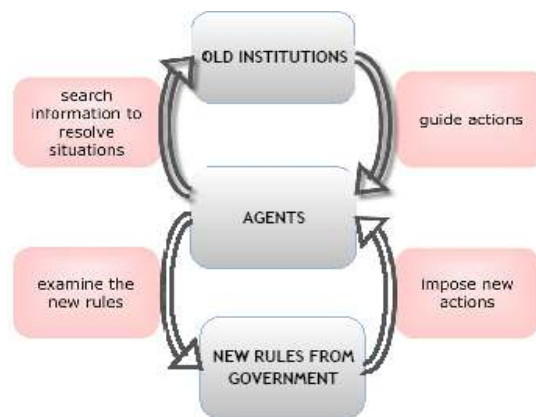 OLD INSTITUTIONS
search
information to
resolve
situations
guide actions
AGENTS
examine the
new rules
Impose new
actions
NEW RULES FROM
GOVERNMENT